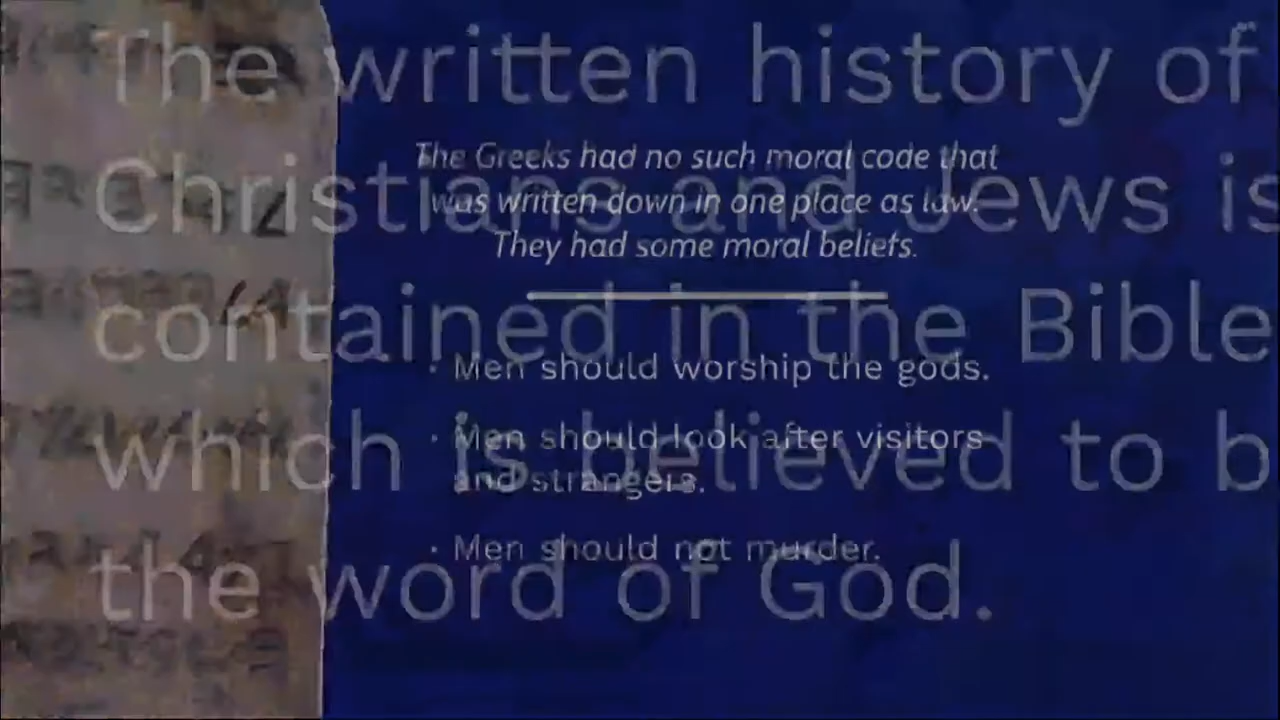 The written history of
Christians and Jews is
contained in the Bible
which is believed to b
the word of God.
The Greeks had no such moral code that
was written down in one place as law.
They had some moral beliefs.
· Men should worship the gods.
· Men should look after visitors
and strangers.
· Men should not murder.